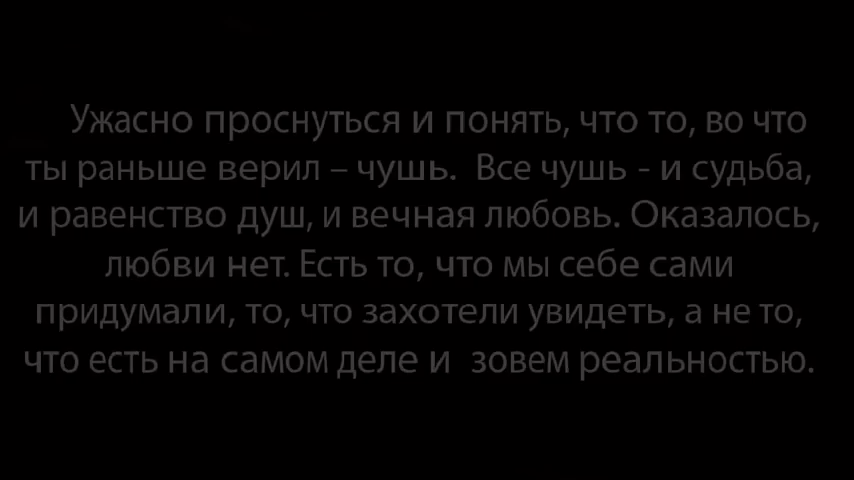 Ужасно проснуться и понять, что то, во что
ты раньше верил – чушь. Все чушь - и судьба,
и равенство душ, и вечная любовь. Оказалось,
любви нет. Есть то, что мы себе сами
придумали, то, что захотели увидеть, а не то,
что есть на самом деле и зовем реальностью.